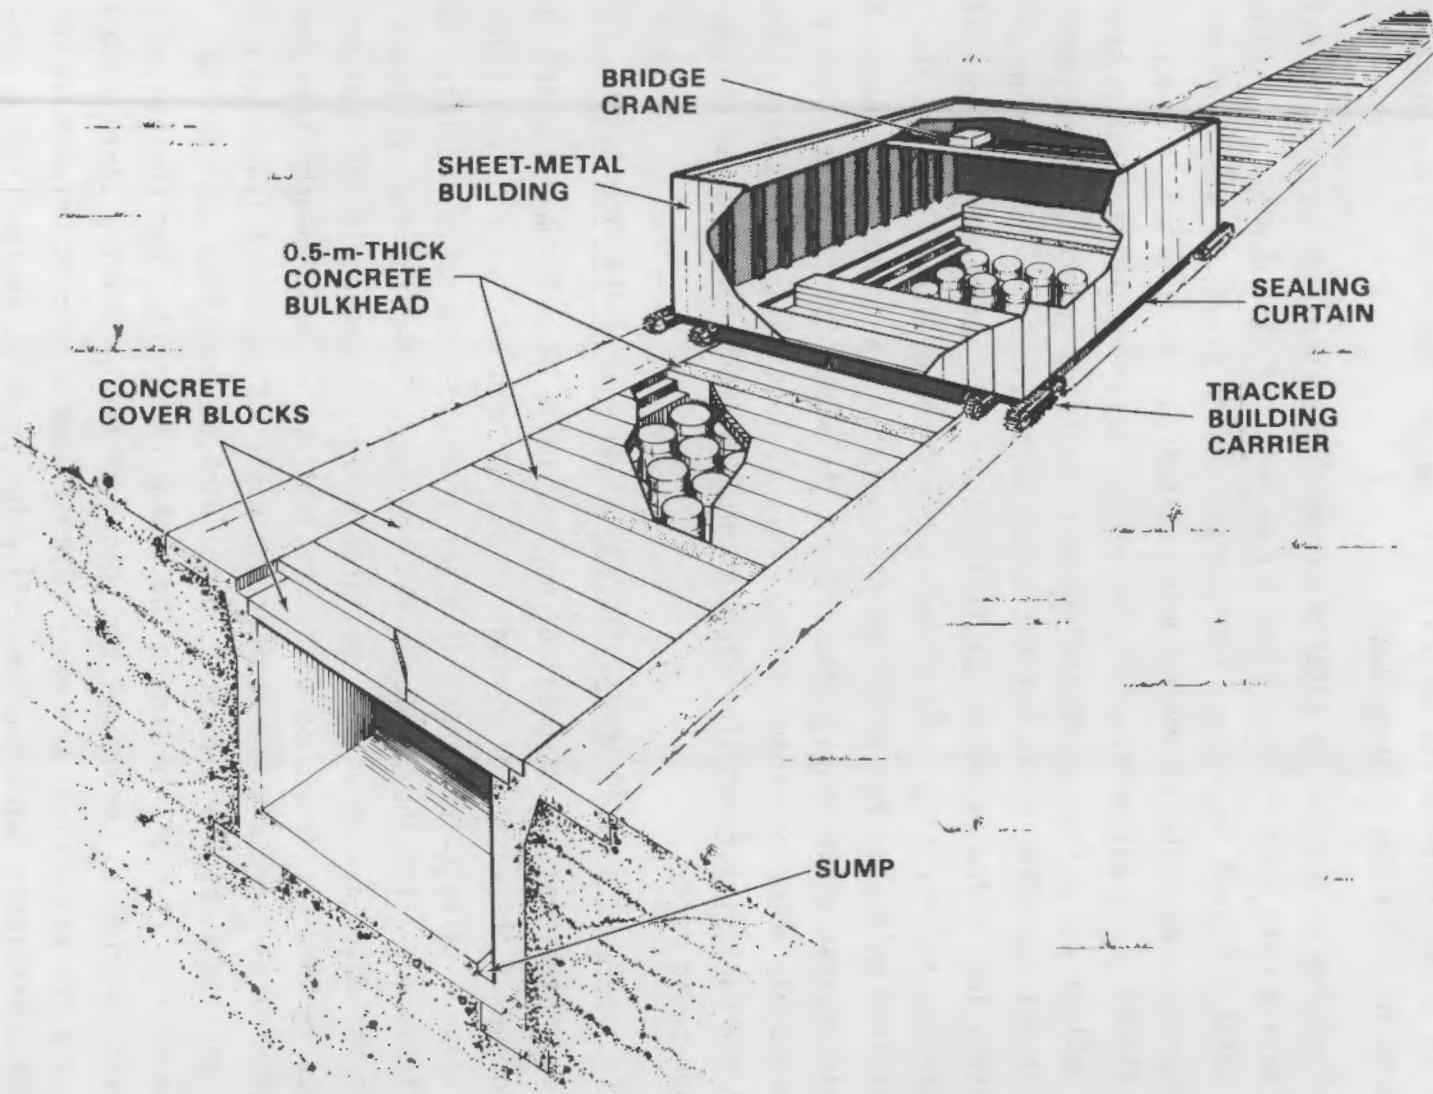 BRIDGE
CRANE
SHEET-METAL
BUILDING
0.5-m-THICK
CONCRETE
BULKHEAD
CONCRETE
COVER BLOCKS
SEALING
CURTAIN
TRACKED
BUILDING
CARRIER
SUMP